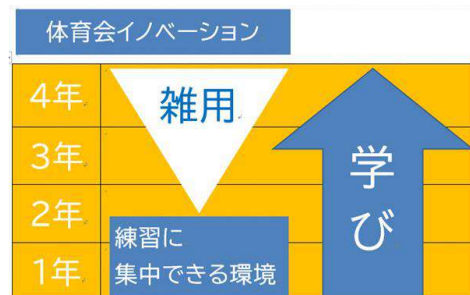 体育会イノベーション
4年
雑用
3年
2年
1年
練習に
集中できる環境
学び